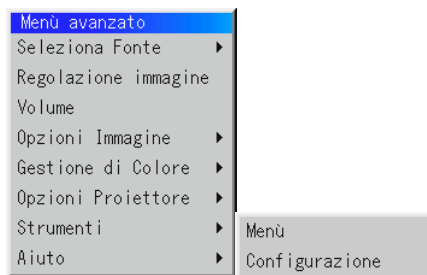 Menù avanzato
Seleziona Fonte
Regolazione immagine
Volume
Opzioni Immagine
Gestione di Colore
Opzioni Proiettore
Strumenti
Aiuto
Menù
Configurazione